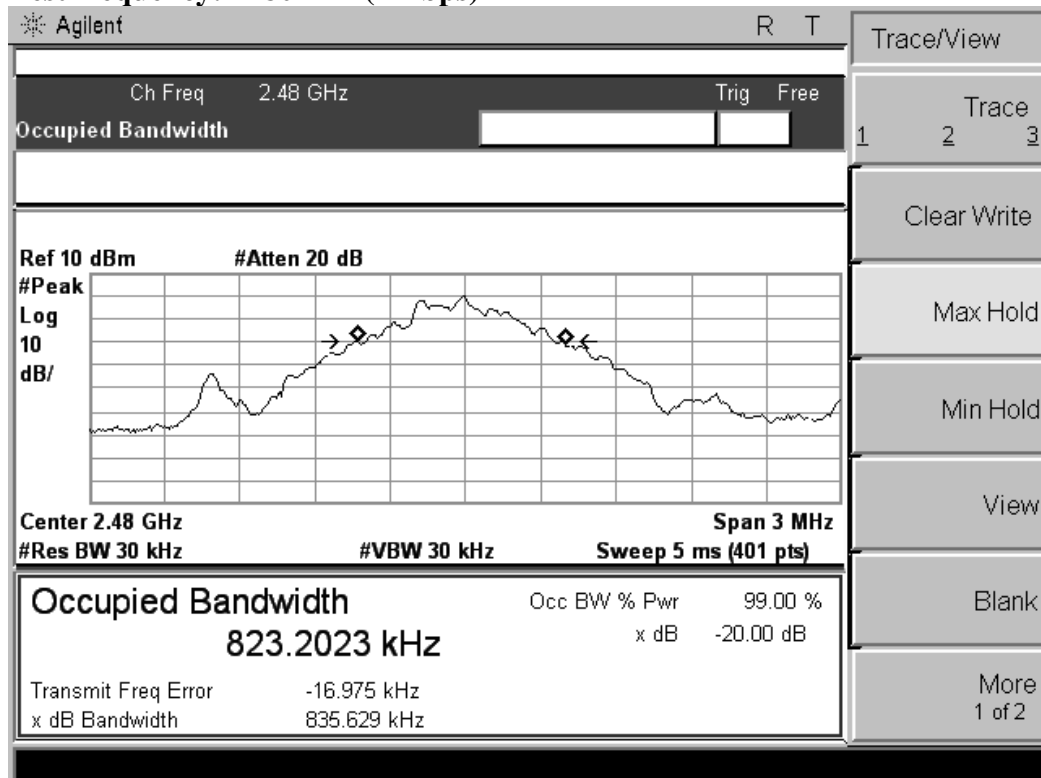 Agilent R T
Trace/View
Ch Freq 2.48 GHz Trig Free
Occupied Bandwidth
Trace
1 2 3
Clear Write
Ref 10 dBm #Atten 20 dB
#Peak
Log
10
dB/
Max Hold
Min Hold
Center 2.48 GHz Span 3 MHz
#Res BW 30 kHz #VBW 30 kHz Sweep 5 ms (401 pts)
View
Occupied Bandwidth Occ BW % Pwr 99.00 %
823.2023 kHz x dB -20.00 dB
Blank
Transmit Freq Error -16.975 kHz
x dB Bandwidth 835.629 kHz
More
1 of 2